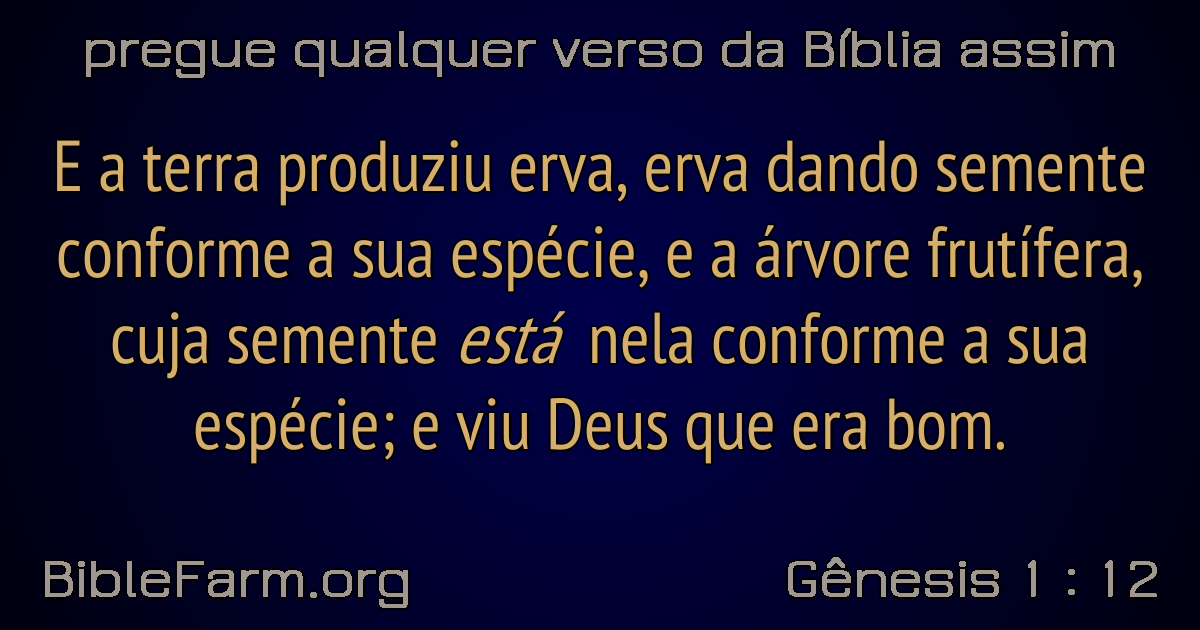 pregue qualquer verso da Bíblia assim
E a terra produziu erva, erva dando semente
conforme a sua espécie, e a árvore frutífera,
cuja semente está nela conforme a sua
espécie; e viu Deus que era bom.
BibleFarm.org
Gênesis 1 : 12